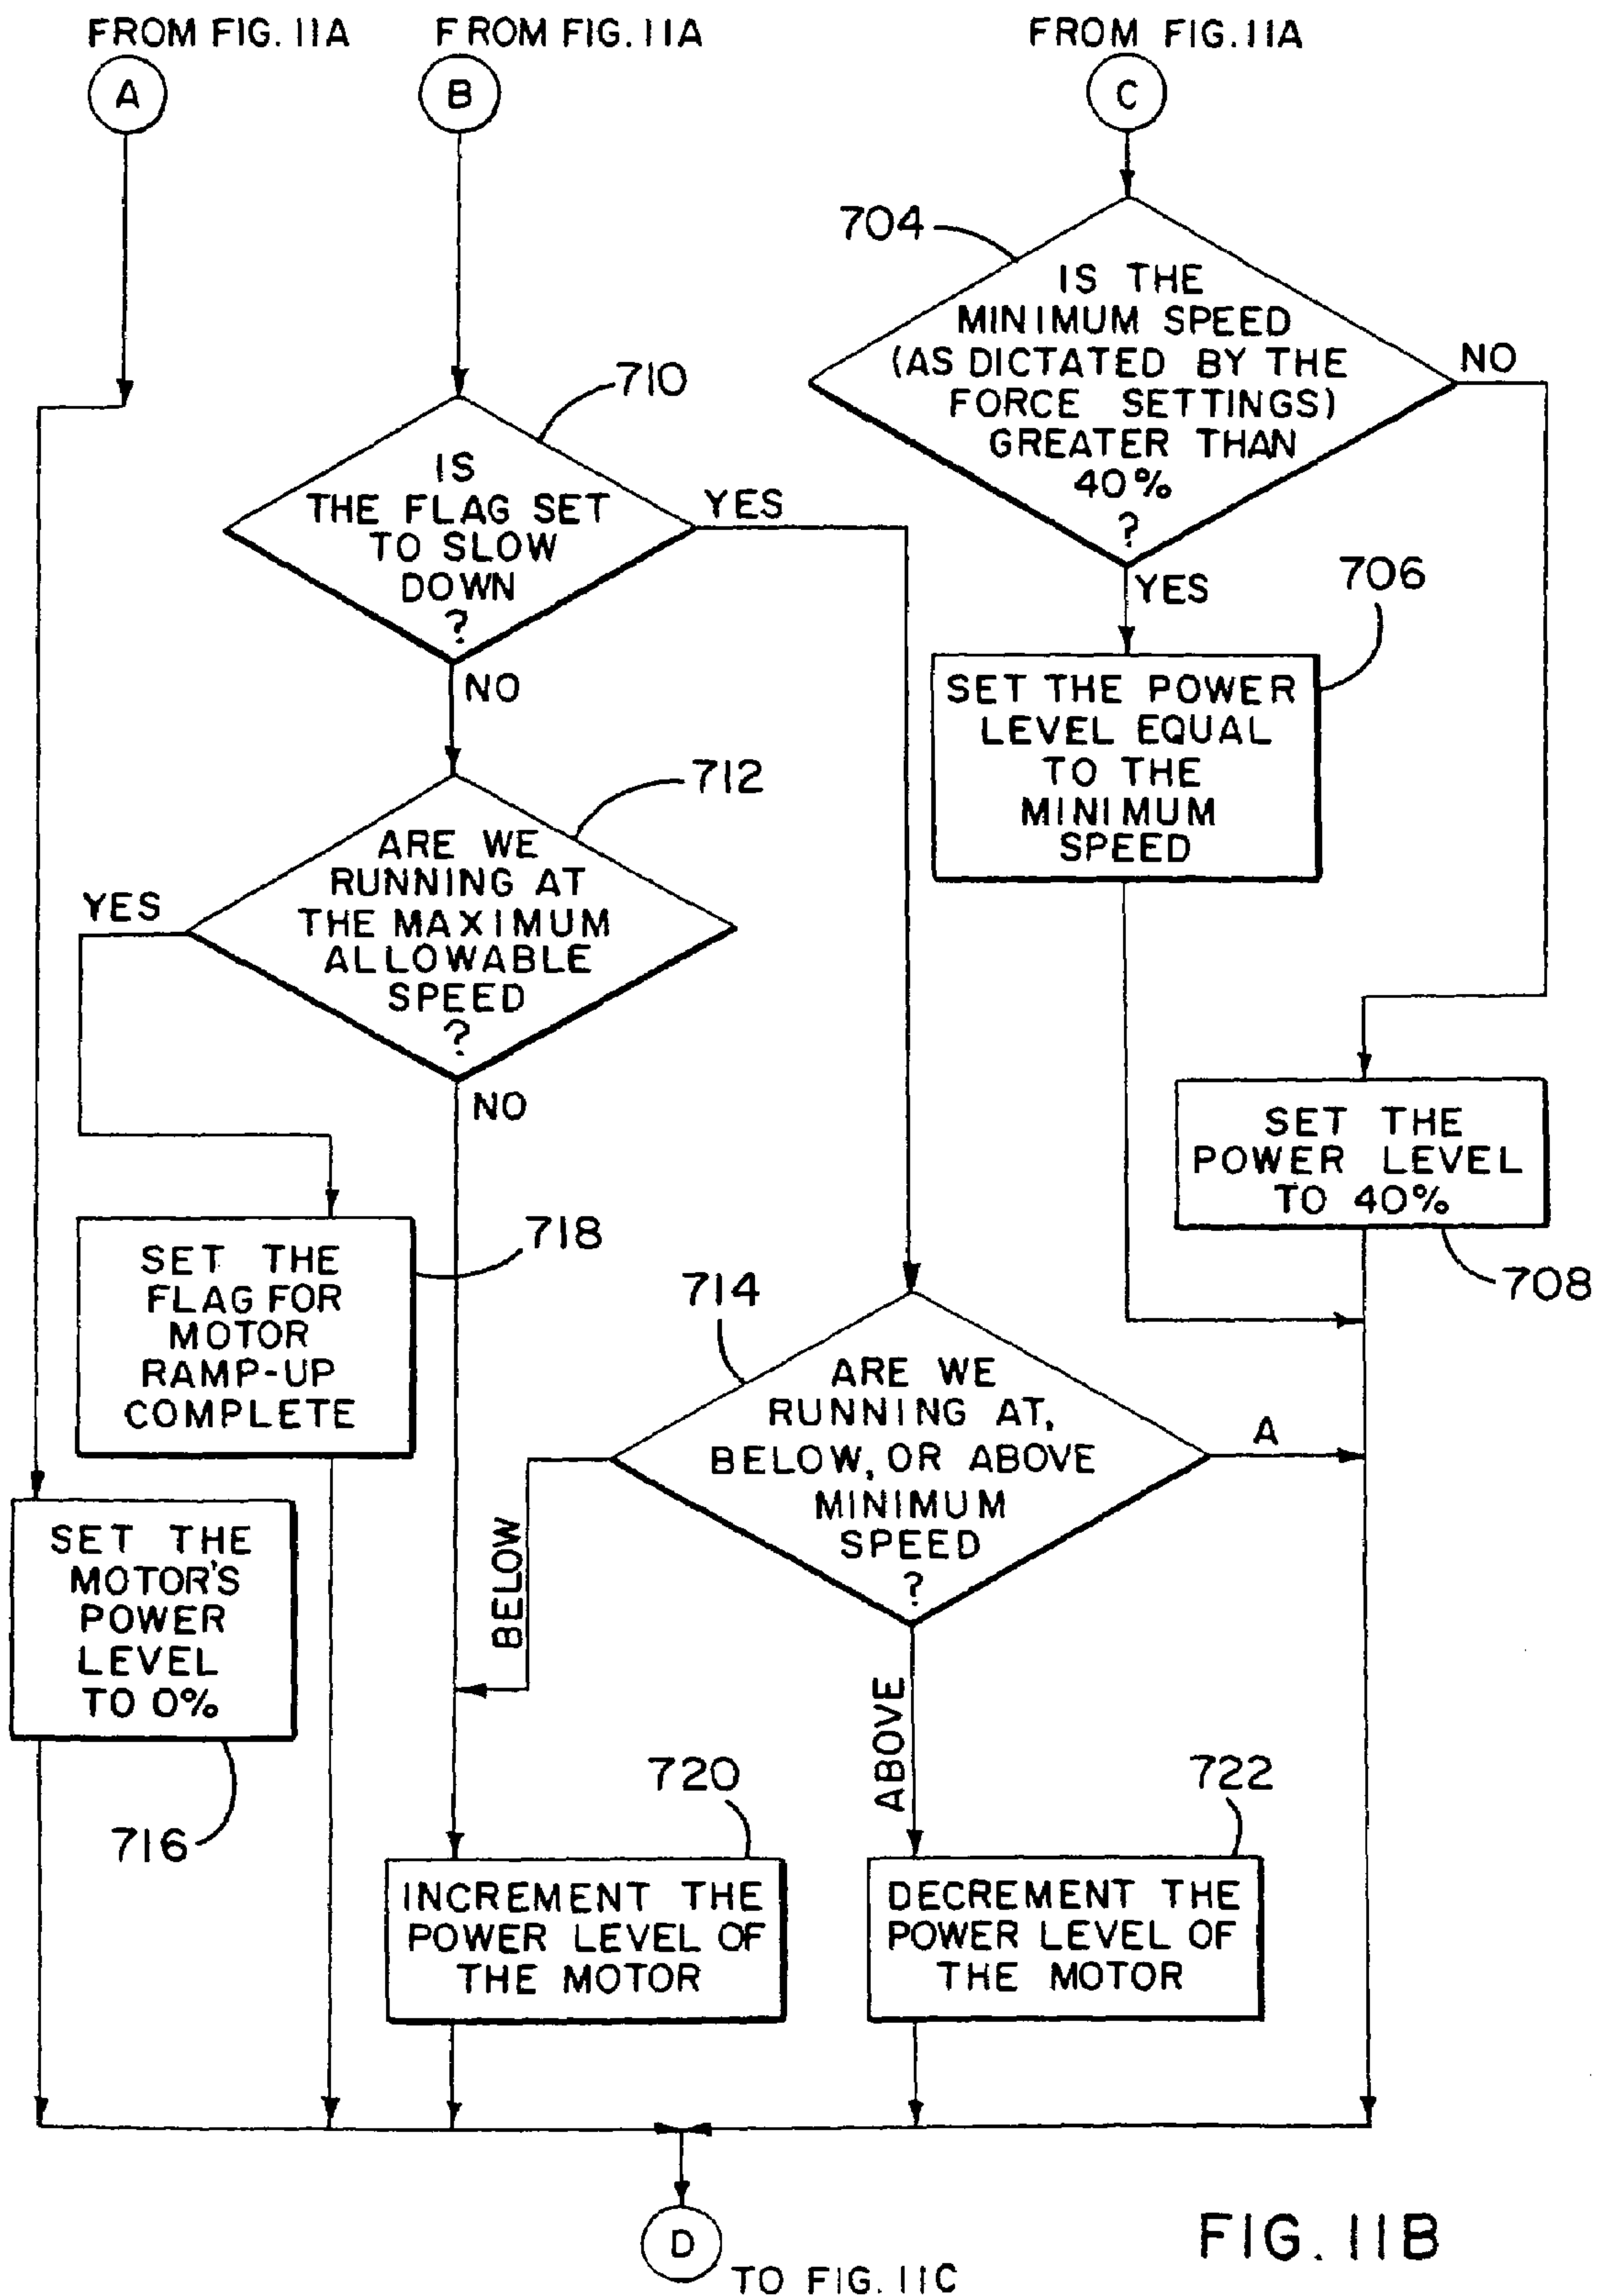 FROM FIG. 11A
FROM FIG. 11A
FROM FIG. 11A
A
B
C
704
IS THE
MINIMUM SPEED
(AS DICTATED BY THE
FORCE SETTINGS)
GREATER THAN
40%
?
NO
YES
710
IS
THE FLAG SET
TO SLOW
DOWN
?
YES
NO
706
SET THE POWER
LEVEL EQUAL
TO THE
MINIMUM
SPEED
712
ARE WE
RUNNING AT
THE MAXIMUM
ALLOWABLE
SPEED
?
YES
NO
SET THE
POWER LEVEL
TO 40%
708
718
SET THE
FLAG FOR
MOTOR
RAMP-UP
COMPLETE
714
ARE WE
RUNNING AT,
BELOW, OR ABOVE
MINIMUM
SPEED
?
A
BELOW
ABOVE
SET THE
MOTOR'S
POWER
LEVEL
TO 0%
716
720
INCREMENT THE
POWER LEVEL OF
THE MOTOR
722
DECREMENT THE
POWER LEVEL OF
THE MOTOR
D
TO FIG. 11C
FIG. 11B